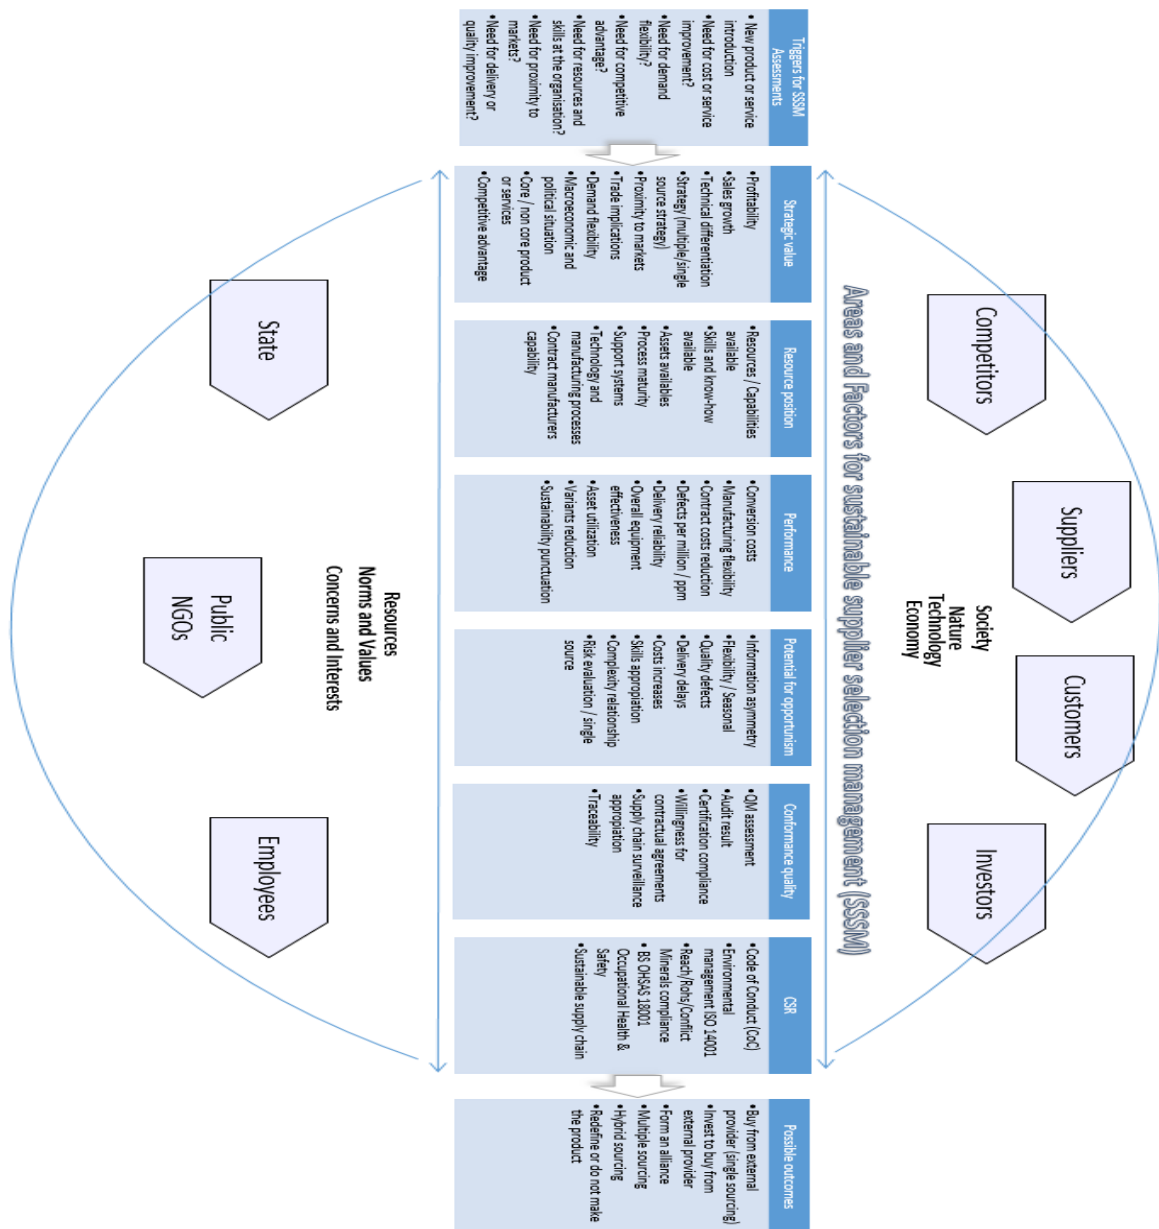 Competitors
Suppliers
Customers
Investors
Society
Nature
Technology
Economy
Areas and Factors for sustainable supplier selection management (SSSM)
Triggers for SSSM
Assessments
• New product or service
introduction
• Need for cost or service
improvement?
• Need for demand
flexibility?
• Need for competitive
advantage?
• Need for resources and
skills at the organisation?
• Need for proximity to
markets?
• Need for delivery or
quality improvement?
Strategic value
• Profitability
• Sales growth
• Technical differentiation
• Strategy (multiple/single
source strategy)
• Proximity to markets
• Trade implications
• Demand flexibility
• Macroeconomic and
political situation
• Core / non core product
or services
• Competitive advantage
Resource position
• Resources / Capabilities
available
• Skills and know-how
available
• Assets availables
• Process maturity
• Support systems
• Technology and
manufacturing processes
• Contract manufacturers
capability
Performance
• Conversion costs
• Manufacturing flexibility
• Contract costs reduction
• Defects per million / ppm
• Delivery reliability
• Overall equipment
effectiveness
• Asset utilization
• Variants reduction
• Sustainability punctuation
Potential for opportunism
• Information asymmetry
• Flexibility / Seasonal
• Quality defects
• Delivery delays
• Costs increases
• Skills appropiation
• Complexity relationship
• Risk evaluation / single
source
Conformance quality
• QM assessment
• Audit result
• Certification compliance
• Willingness for
contractual agreements
• Supply chain surveillance
appropiation
• Traceability
CSR
• Code of Conduct (CoC)
• Environmental
management ISO 14001
• Reach/Rohs/Conflict
Minerals compliance
• BS OHSAS 18001
Occupational Health &
Safety
• Sustainable supply chain
Possible outcomes
• Buy from external
provider (single sourcing)
• Invest to buy from
external provider
• Form an alliance
• Multiple sourcing
• Hybrid sourcing
• Redefine or do not make
the product
Resources
Norms and Values
Concerns and Interests
State
Public
NGOs
Employees